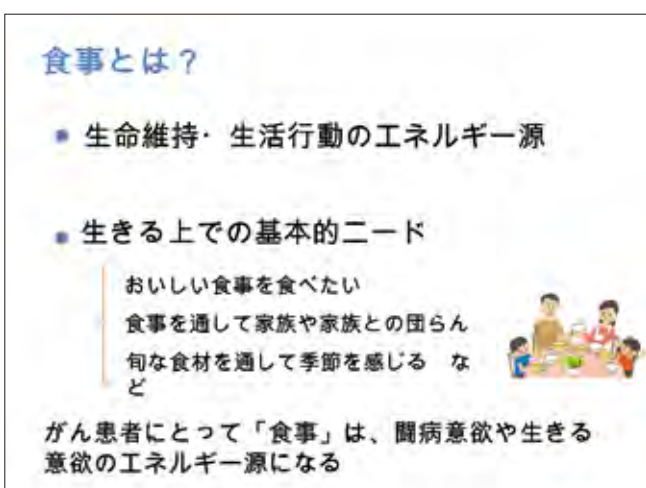 食事とは？
生命維持・ 生活行動のエネルギー源
生きる上での基本的ニード
おいしい食事を食べたい
食事を通して家族や家族との団らん
旬な食材を通して季節を感じる　な
ど
がん患者にとって「食事」は、闘病意欲や生きる
意欲のエネルギー源になる